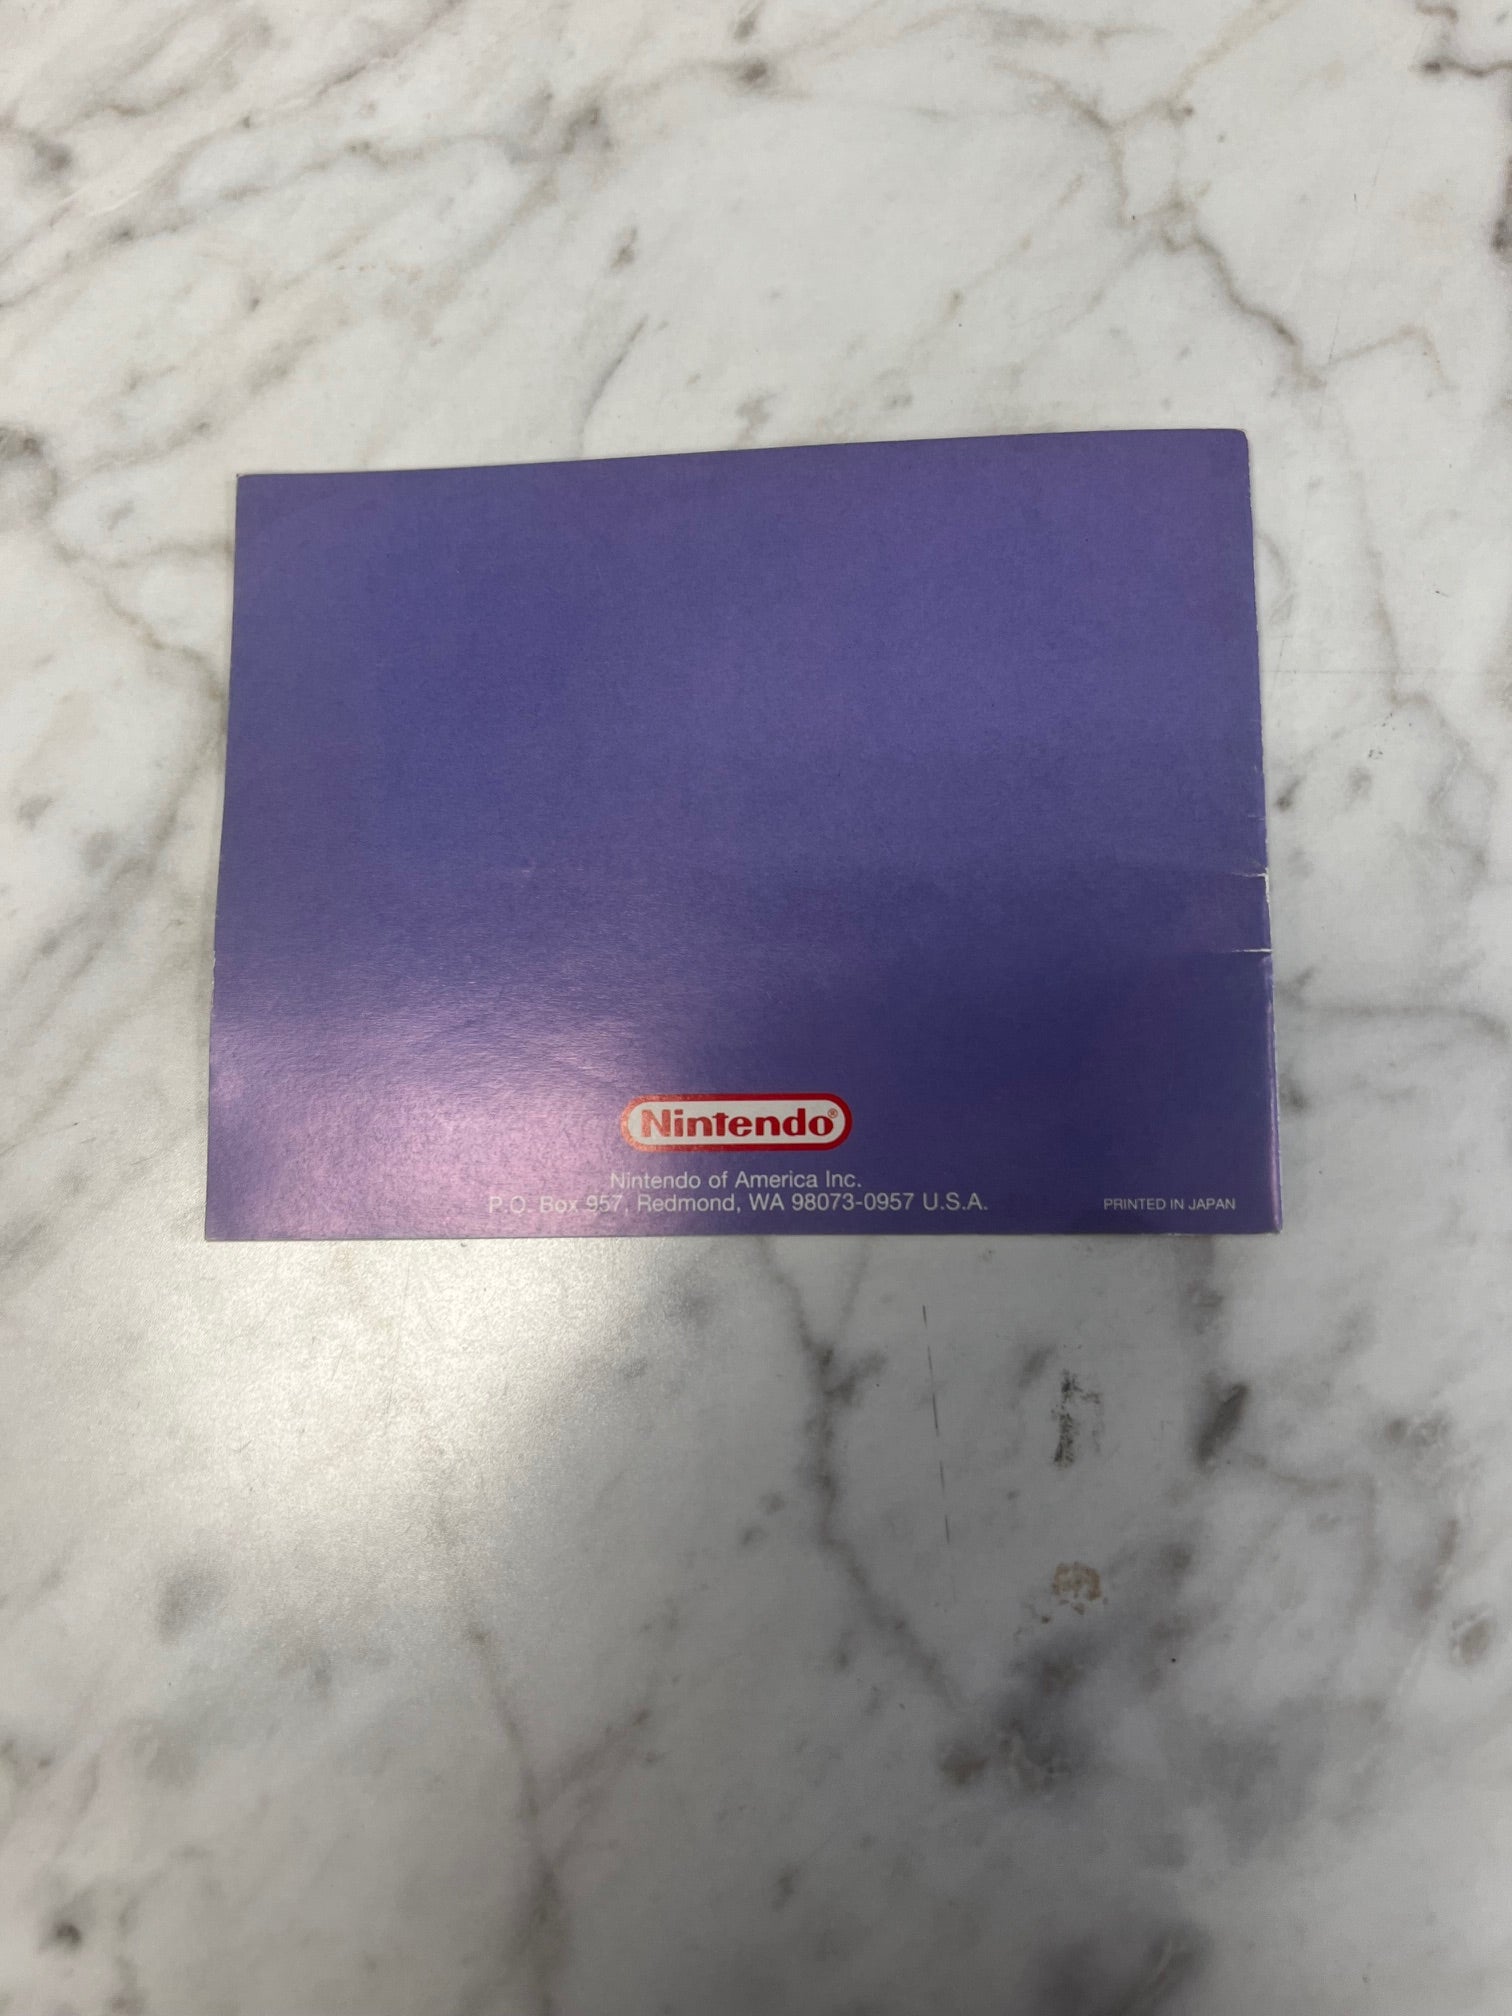 Nintendo®
Nintendo of America Inc.
P.O. Box 957, Redmond, WA 98073-0957 U.S.A.
PRINTED IN JAPAN